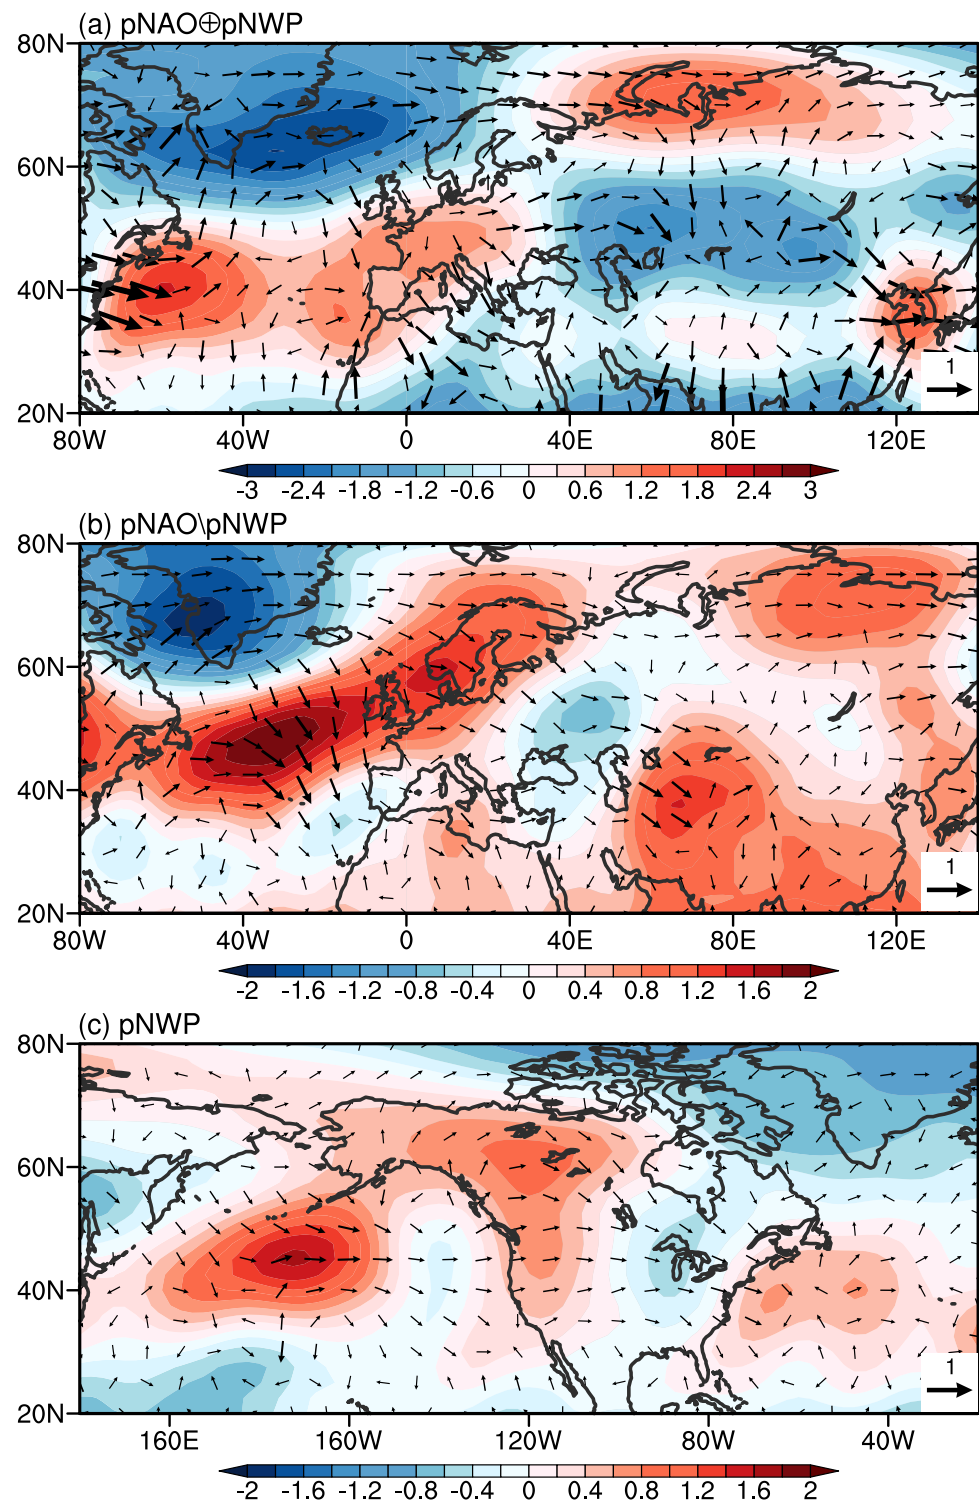 (a) pNAO⊕pNWP
80N
60N
40N
20N
1
80W 40W 0 40E 80E 120E
-3 -2.4 -1.8 -1.2 -0.6 0 0.6 1.2 1.8 2.4 3
(b) pNAO\pNWP
80N
60N
40N
20N
1
80W 40W 0 40E 80E 120E
-2 -1.6 -1.2 -0.8 -0.4 0 0.4 0.8 1.2 1.6 2
(c) pNWP
80N
60N
40N
20N
1
160E 160W 120W 80W 40W
-2 -1.6 -1.2 -0.8 -0.4 0 0.4 0.8 1.2 1.6 2